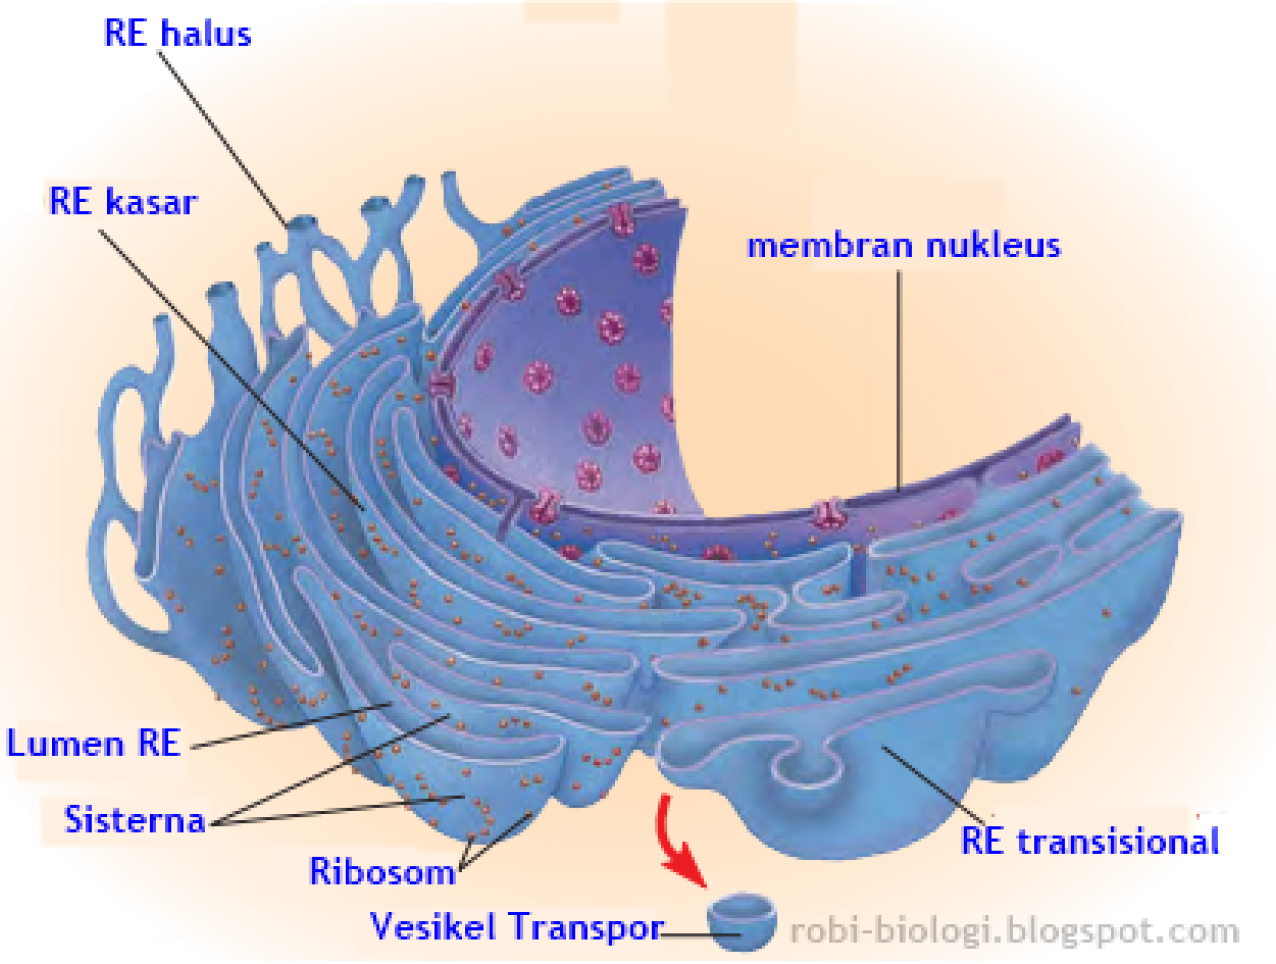 RE halus
RE kasar
membran nukleus
Lumen RE
Sisterna
RE transisional
Ribosom
Vesikel Transpor
robi-biologi.blogspot.com